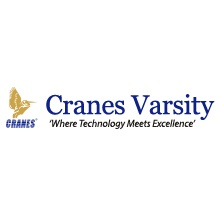 Cranes Varsity
CRANES®
'Where Technology Meets Excellence'